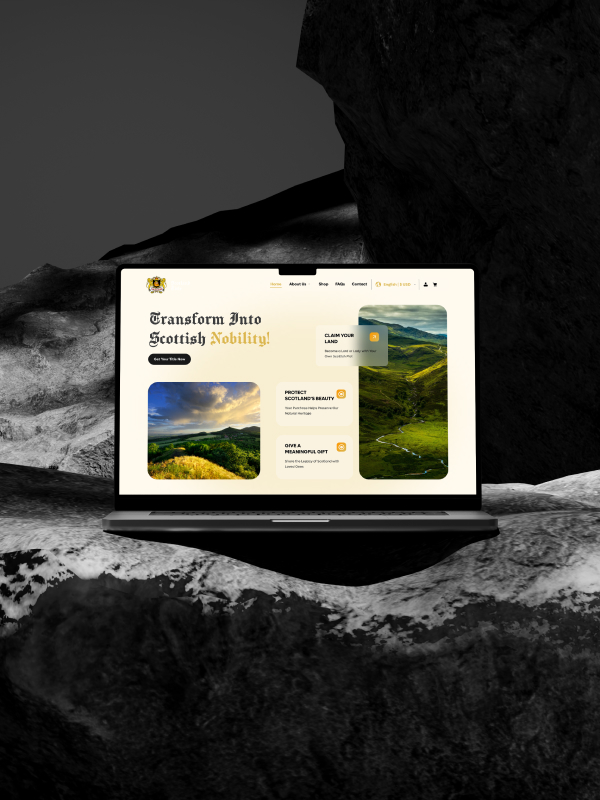 Home
About Us
Shop
FAQs
Contact
English | £ USD
Transform Into
Scottish Nobility!
Get Your Title Now
CLAIM YOUR
LAND
Become a Lord or Lady with Your
Own Scottish Plot
PROTECT
SCOTLAND'S BEAUTY
Your Purchase Helps Preserve Our
Natural Heritage
GIVE A
MEANINGFUL GIFT
Share the Legacy of Scotland with
Loved Ones